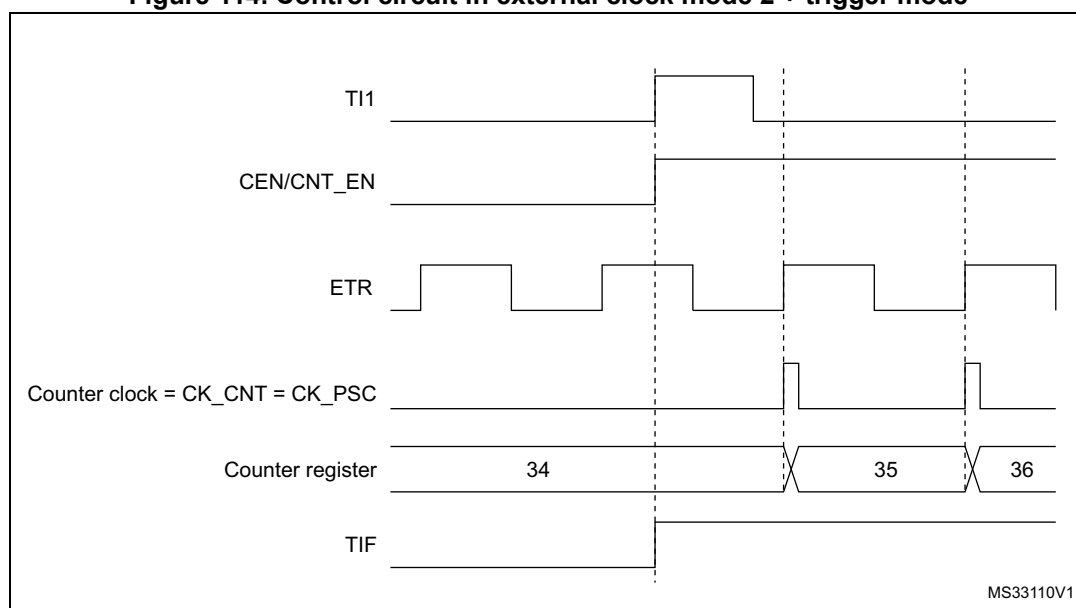 Figure 114. Control circuit in external clock mode 2 + trigger mode
TI1
CEN/CNT_EN
ETR
Counter clock = CK_CNT = CK_PSC
Counter register
34
35
36
TIF
MS33110V1